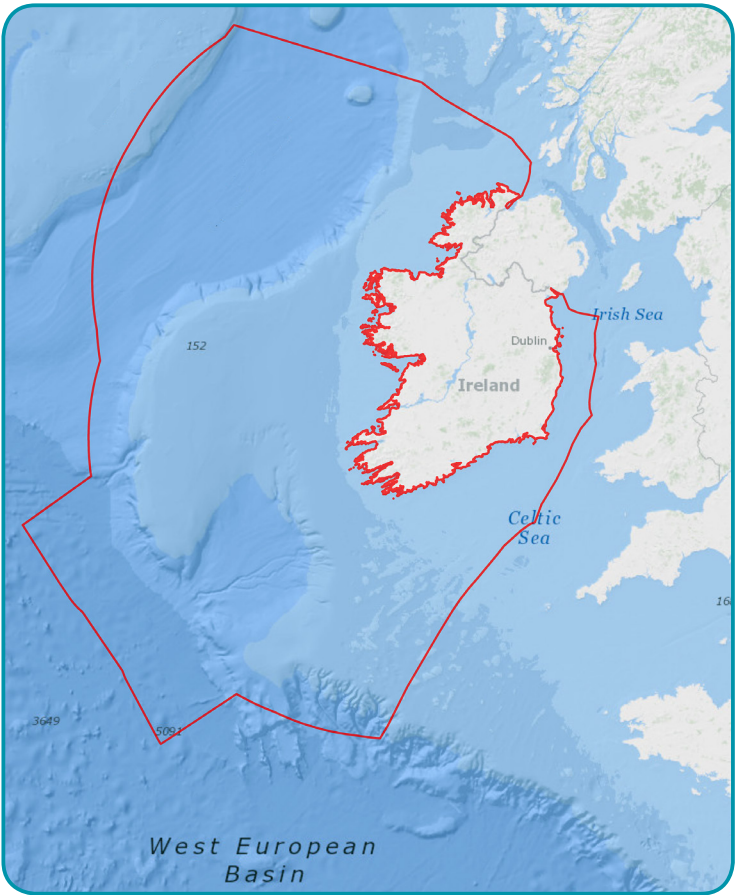 Irish Sea
Dublin
152
Ireland
Celtic
Sea
16
3649
5091
West European
Basin